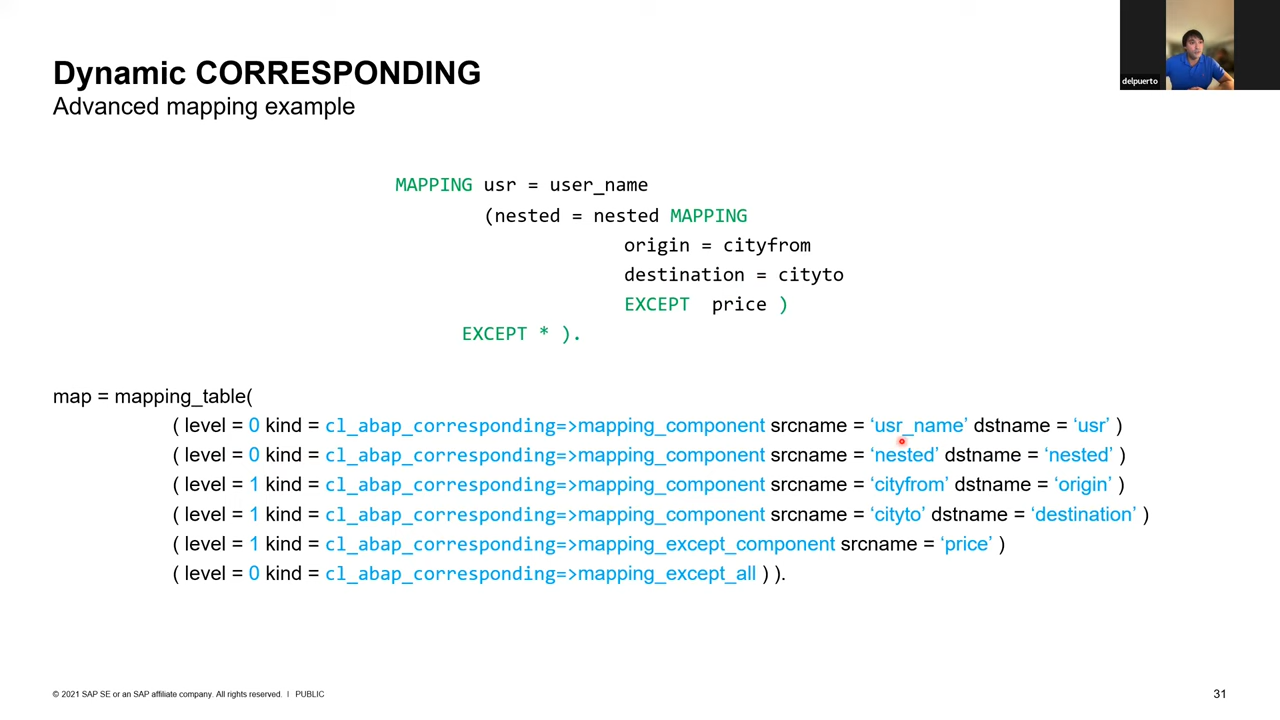 Dynamic CORRESPONDING
Advanced mapping example
delpuerto
MAPPING usr = user_name
(nested = nested MAPPING
origin = cityfrom
destination = cityto
EXCEPT  price )
EXCEPT * ).
map = mapping_table(
( level = 0 kind = cl_abap_corresponding=>mapping_component srcname = ‘usr_name’ dstname = ‘usr’ )
( level = 0 kind = cl_abap_corresponding=>mapping_component srcname = ‘nested’ dstname = ‘nested’ )
( level = 1 kind = cl_abap_corresponding=>mapping_component srcname = ‘cityfrom’ dstname = ‘origin’ )
( level = 1 kind = cl_abap_corresponding=>mapping_component srcname = ‘cityto’ dstname = ‘destination’ )
( level = 1 kind = cl_abap_corresponding=>mapping_except_component srcname = ‘price’ )
( level = 0 kind = cl_abap_corresponding=>mapping_except_all ) ).
© 2021 SAP SE or an SAP affiliate company. All rights reserved. I PUBLIC
31